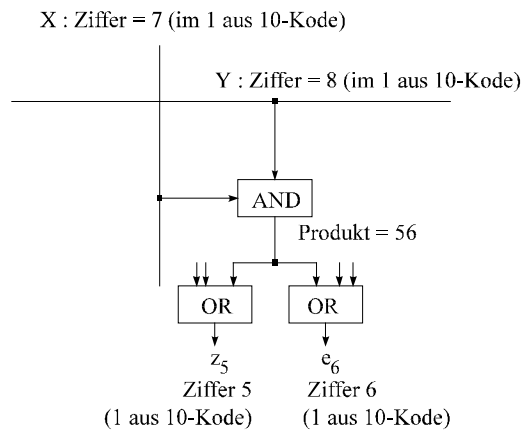 X : Ziffer = 7 (im 1 aus 10-Kode)
Y : Ziffer = 8 (im 1 aus 10-Kode)
AND
Produkt = 56
OR
OR
z5
e6
Ziffer 5
Ziffer 6
(1 aus 10-Kode)
(1 aus 10-Kode)